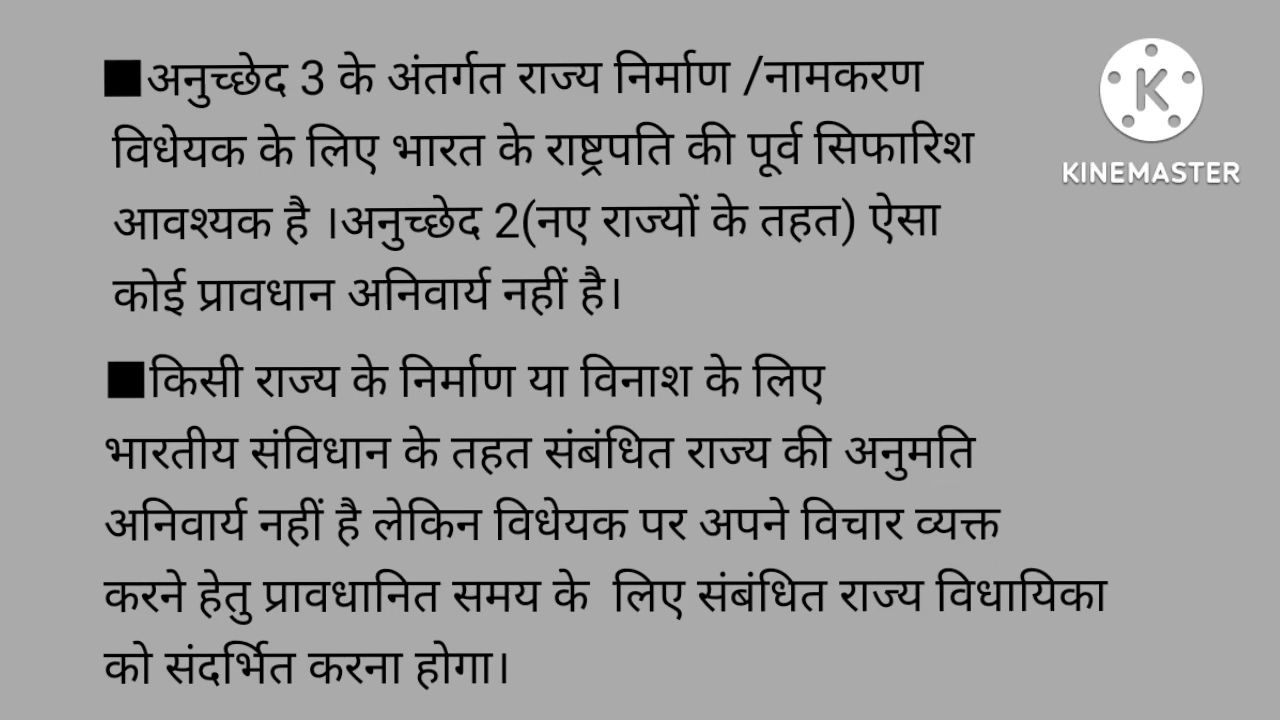 ■अनुच्छेद 3 के अंतर्गत राज्य निर्माण /नामकरण
विधेयक के लिए भारत के राष्ट्रपति की पूर्व सिफारिश
आवश्यक है ।अनुच्छेद 2(नए राज्यों के तहत) ऐसा
कोई प्रावधान अनिवार्य नहीं है।
■किसी राज्य के निर्माण या विनाश के लिए
भारतीय संविधान के तहत संबंधित राज्य की अनुमति
अनिवार्य नहीं है लेकिन विधेयक पर अपने विचार व्यक्त
करने हेतु प्रावधानित समय के लिए संबंधित राज्य विधायिका
को संदर्भित करना होगा।
K
KINEMASTER